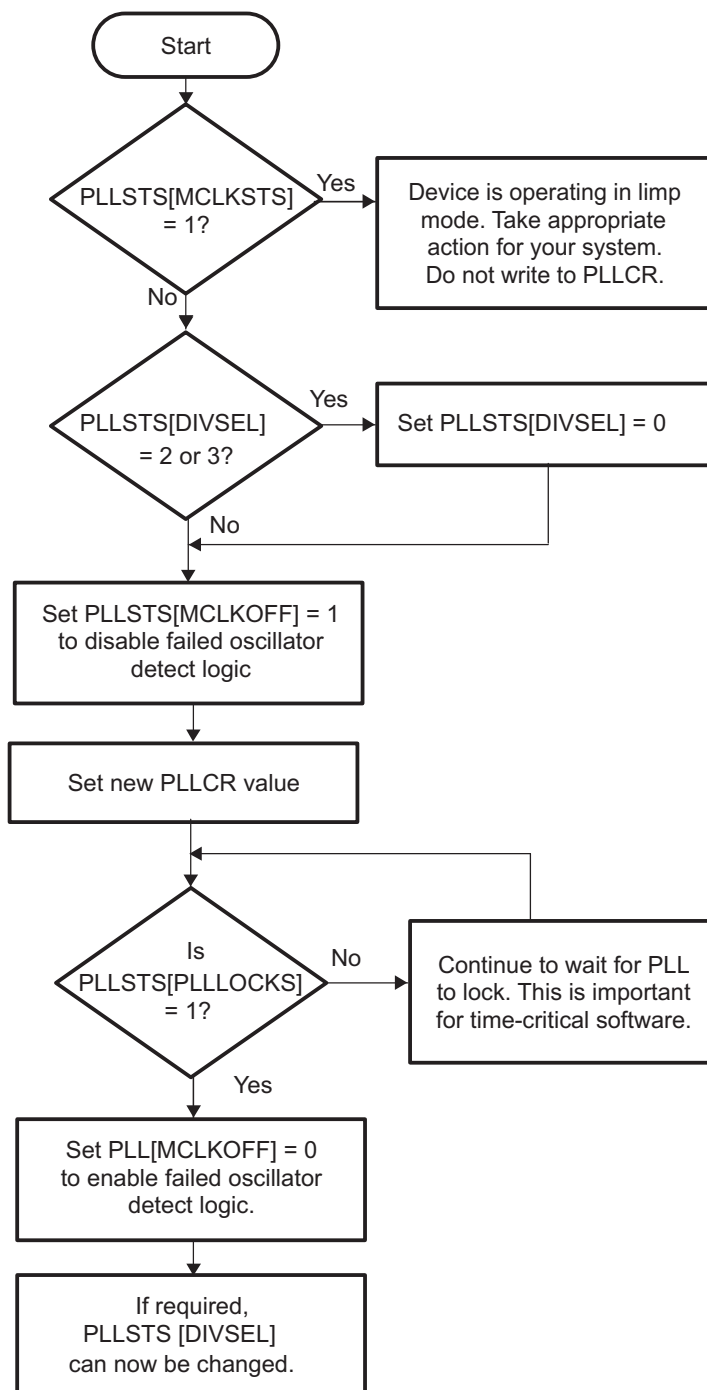 Start
PLLSTS[MCLKSTS]
= 1?
Yes
Device is operating in limp
mode. Take appropriate
action for your system.
Do not write to PLLCR.
No
PLLSTS[DIVSEL]
= 2 or 3?
Yes
Set PLLSTS[DIVSEL] = 0
No
Set PLLSTS[MCLKOFF] = 1
to disable failed oscillator
detect logic
Set new PLLCR value
Is
PLLSTS[PLLLOCKS]
= 1?
No
Continue to wait for PLL
to lock. This is important
for time-critical software.
Yes
Set PLL[MCLKOFF] = 0
to enable failed oscillator
detect logic.
If required,
PLLSTS [DIVSEL]
can now be changed.